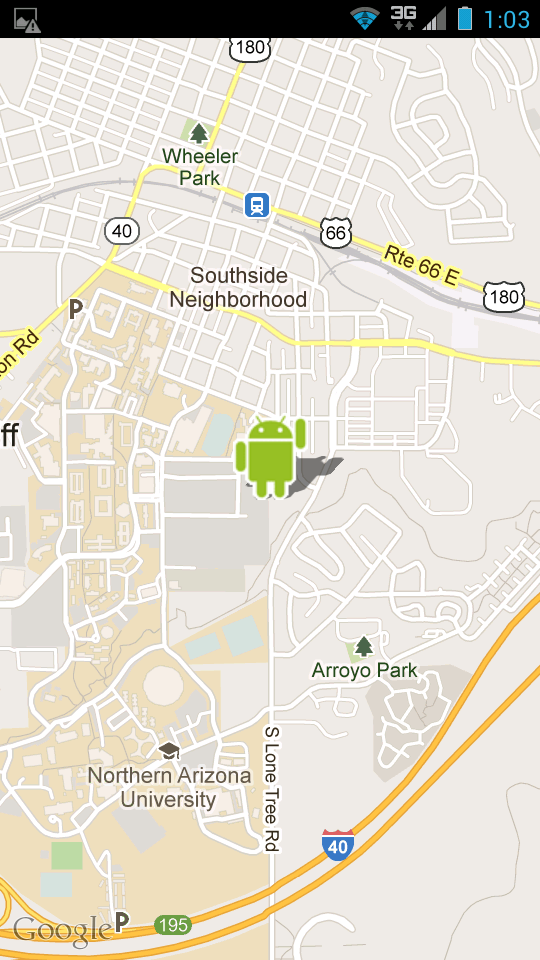 3G 1:03
180
Wheeler
Park
40
66
Rte 66 E
180
Southside
Neighborhood
P
on Rd
ff
Arroyo Park
S Lone Tree Rd
Northern Arizona
University
40
195
P
Google